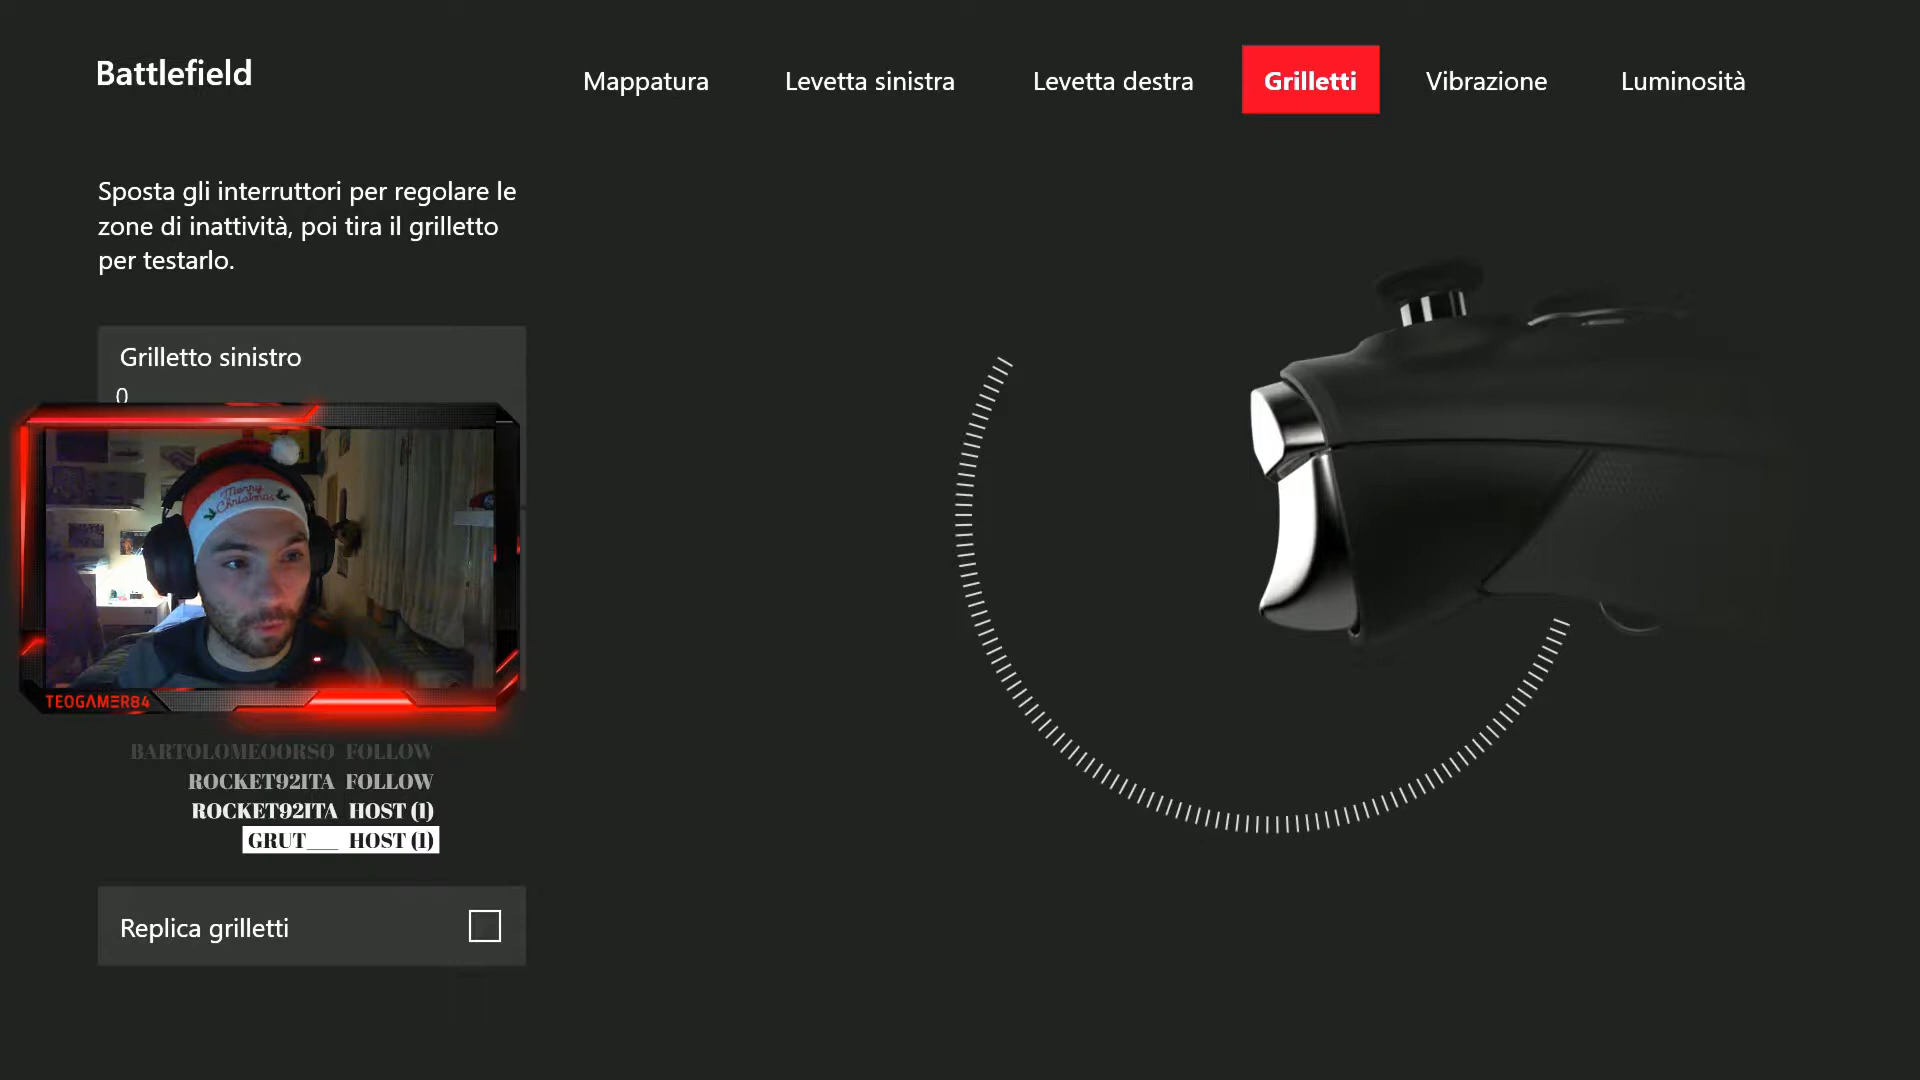 Battlefield
Mappatura
Levetta sinistra
Levetta destra
Grilletti
Vibrazione
Luminosità
Sposta gli interruttori per regolare le
zone di inattività, poi tira il grilletto
per testarlo.
Grilletto sinistro
0
Merry
Christmas
TEOGAMER84
BARTOLOMEOORSO FOLLOW
ROCKET92ITA FOLLOW
ROCKET92ITA HOST (1)
GRUT___ HOST (1)
Replica grilletti